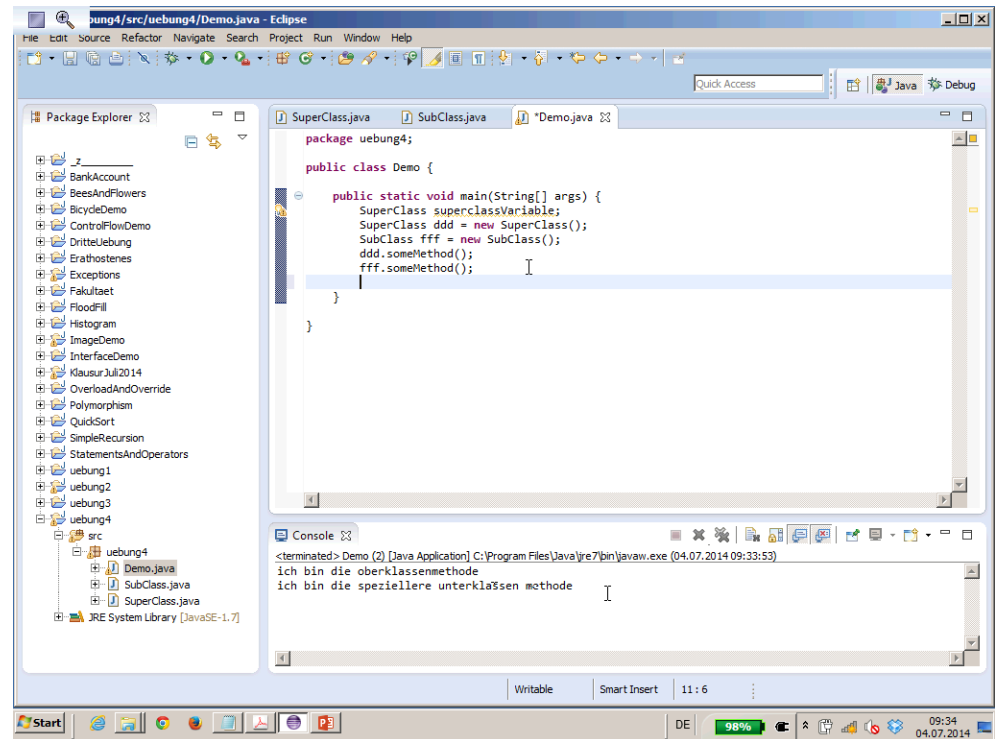 bung4/src/uebung4/Demo.java - Eclipse
File Edit Source Refactor Navigate Search Project Run Window Help
Quick Access
Java
Debug
Package Explorer
_z_________
BankAccount
BeesAndFlowers
BicycleDemo
ControlFlowDemo
DritteUebung
Erathostenes
Exceptions
Fakultaet
FloodFill
Histogram
ImageDemo
InterfaceDemo
KlausurJuli2014
OverloadAndOverride
Polymorphism
QuickSort
SimpleRecursion
StatementsAndOperators
uebung1
uebung2
uebung3
uebung4
src
uebung4
Demo.java
SubClass.java
SuperClass.java
JRE System Library [JavaSE-1.7]
SuperClass.java
SubClass.java
*Demo.java
package uebung4;
public class Demo {
public static void main(String[] args) {
SuperClass superclassVariable;
SuperClass ddd = new SuperClass();
SubClass fff = new SubClass();
ddd.someMethod();
fff.someMethod();
}
}
Console
<terminated> Demo (2) [Java Application] C:\Program Files\Java\jre7\bin\javaw.exe (04.07.2014 09:33:53)
ich bin die oberklassenmethode
ich bin die speziellere unterklassen methode
Writable
Smart Insert
11 : 6
Start
DE
98%
09:34
04.07.2014